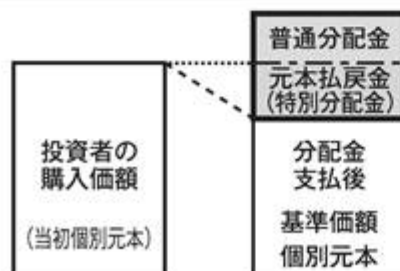 普通分配金
元本払戻金
(特別分配金)
投資者の
購入価額
(当初個別元本)
分配金
支払後
基準価額
個別元本